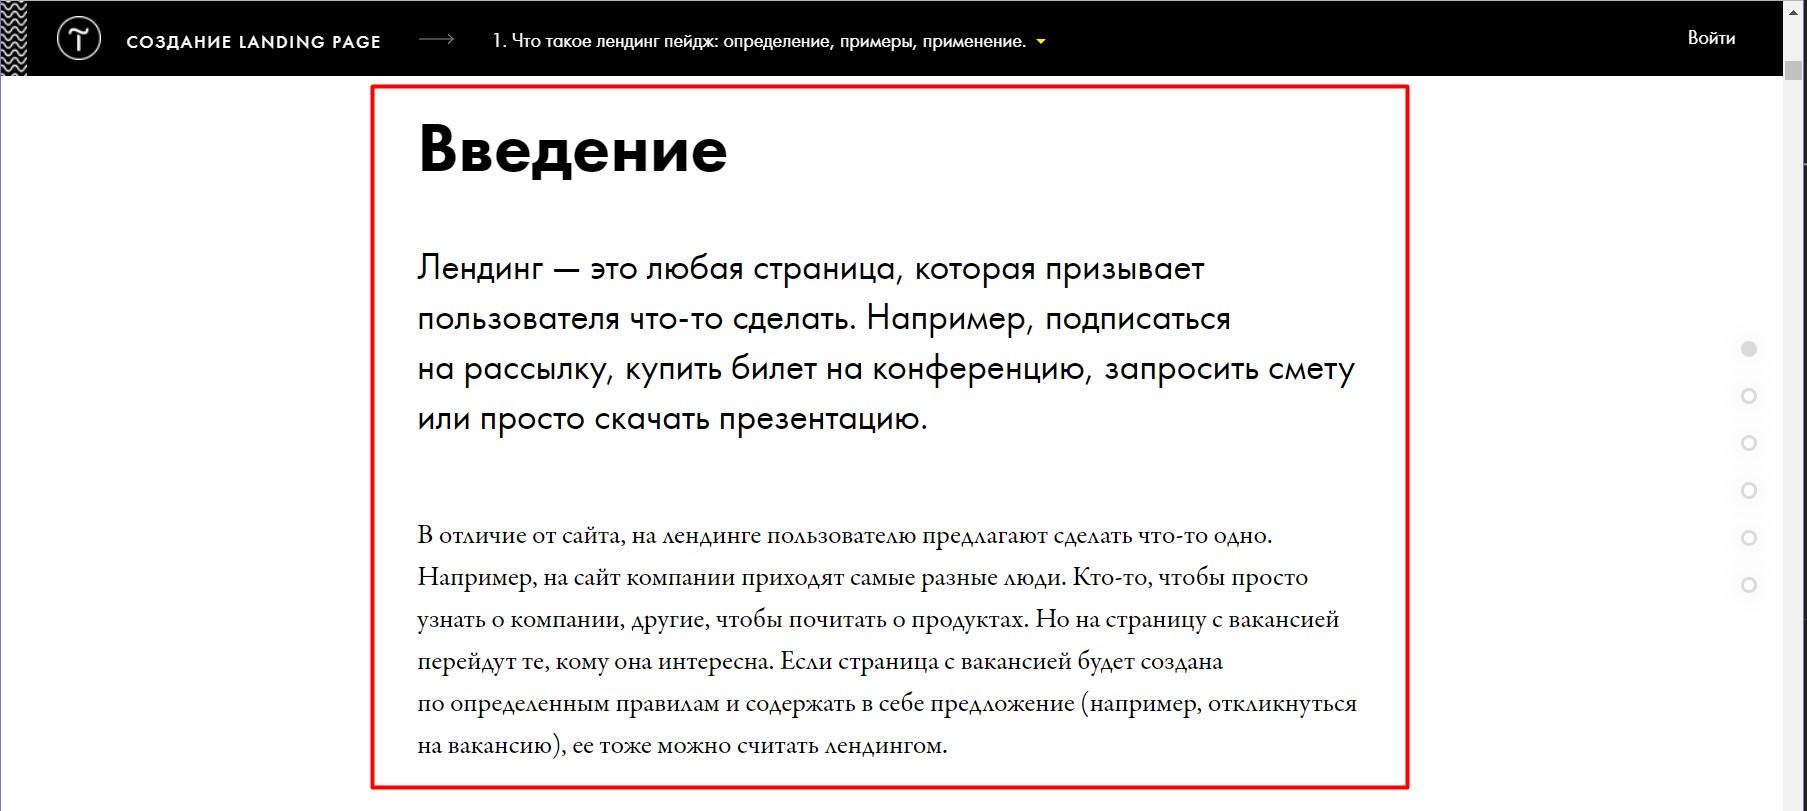 СОЗДАНИЕ LANDING PAGE
1. Что такое лендинг пейдж: определение, примеры, применение.
Войти
Введение
Лендинг — это любая страница, которая призывает
пользователя что-то сделать. Например, подписаться
на рассылку, купить билет на конференцию, запросить смету
или просто скачать презентацию.
В отличие от сайта, на лендинге пользователю предлагают сделать что-то одно.
Например, на сайт компании приходят самые разные люди. Кто-то, чтобы просто
узнать о компании, другие, чтобы почитать о продуктах. Но на страницу с вакансией
перейдут те, кому она интересна. Если страница с вакансией будет создана
по определенным правилам и содержать в себе предложение (например, откликнуться
на вакансию), ее тоже можно считать лендингом.